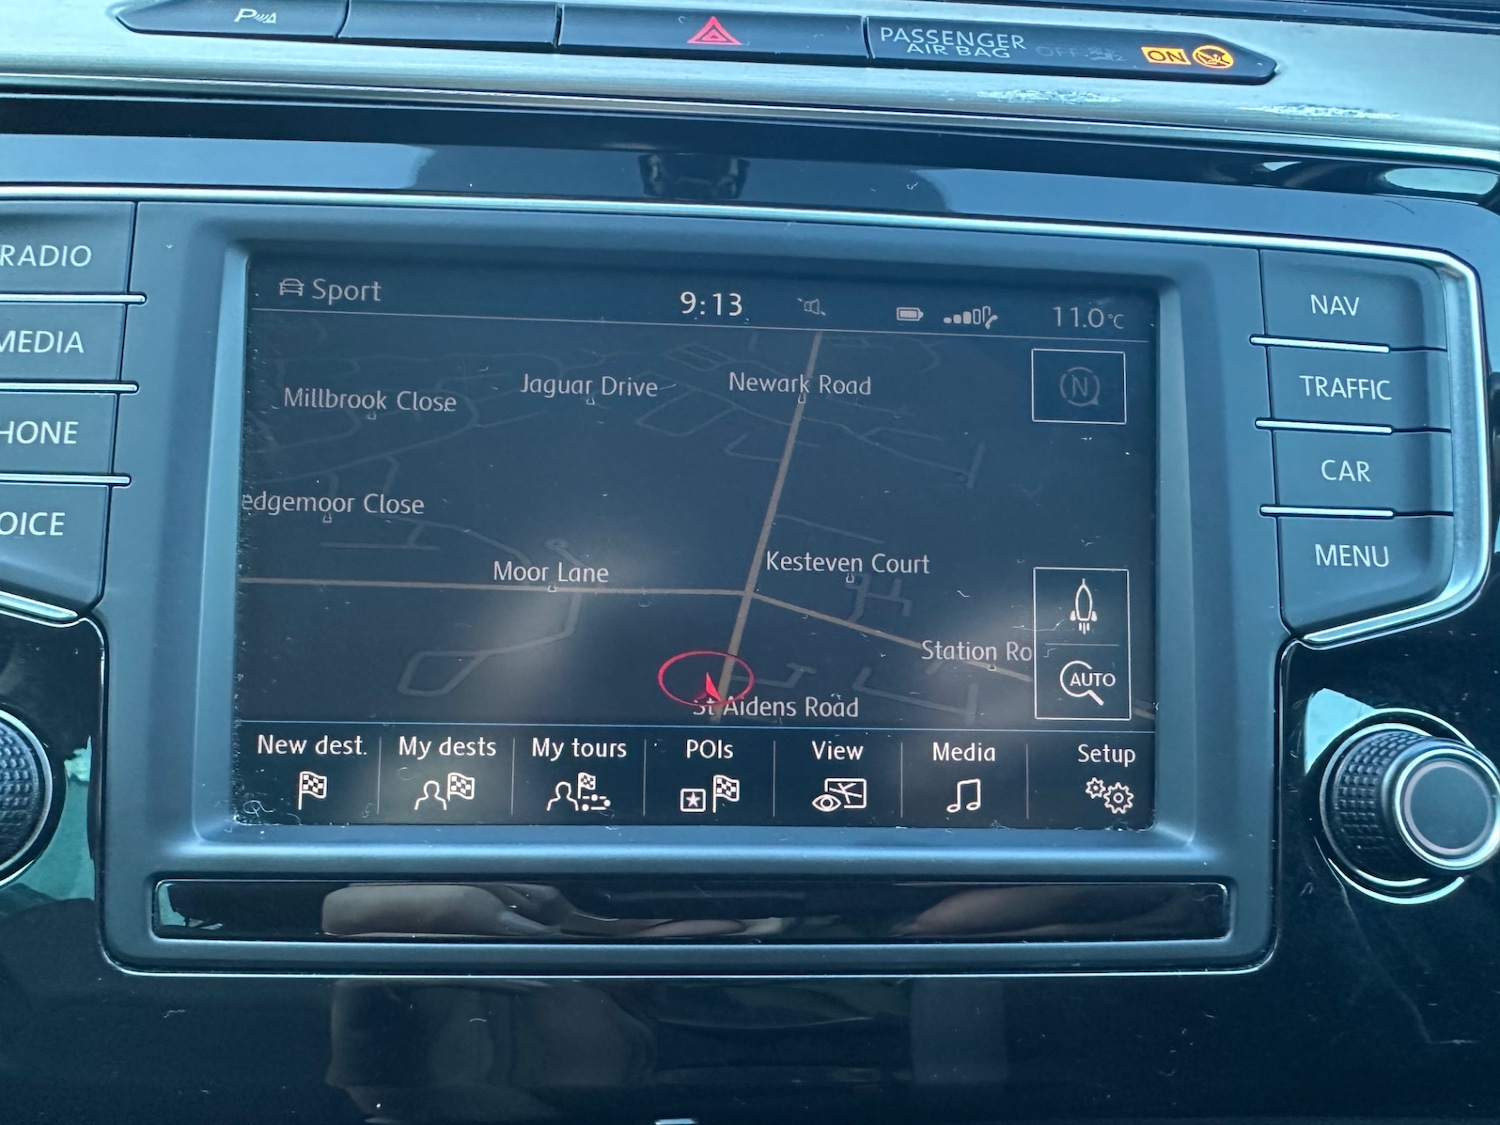 P
PASSENGER
AIR BAG OFF ON
RADIO
MEDIA
HONE
OICE
NAV
TRAFFIC
CAR
MENU
Sport 9:13 11.0°C
N
Millbrook Close Jaguar Drive Newark Road
edgemoor Close
Moor Lane Kesteven Court
Station Ro
AUTO
St Aidens Road
New dest. My dests My tours POIs View Media Setup